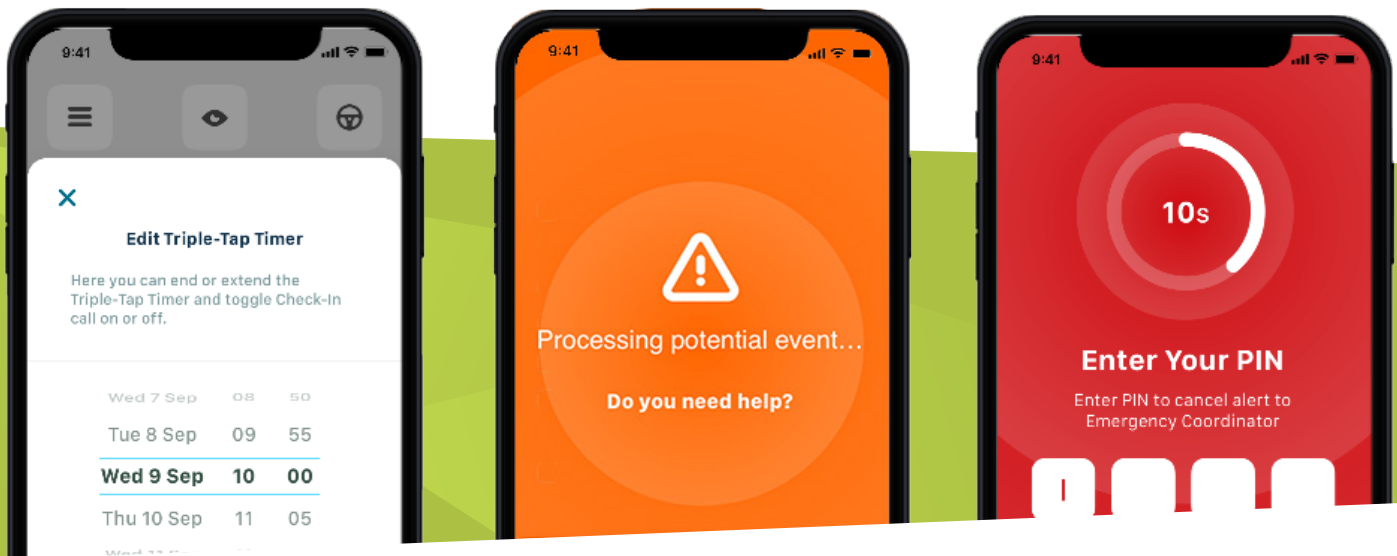 9:41
Edit Triple-Tap Timer
Here you can end or extend the
Triple-Tap Timer and toggle Check-In
call on or off.
Wed 7 Sep 08 50
Tue 8 Sep 09 55
Wed 9 Sep 10 00
Thu 10 Sep 11 05
9:41
Processing potential event...
Do you need help?
9:41
10s
Enter Your PIN
Enter PIN to cancel alert to
Emergency Coordinator